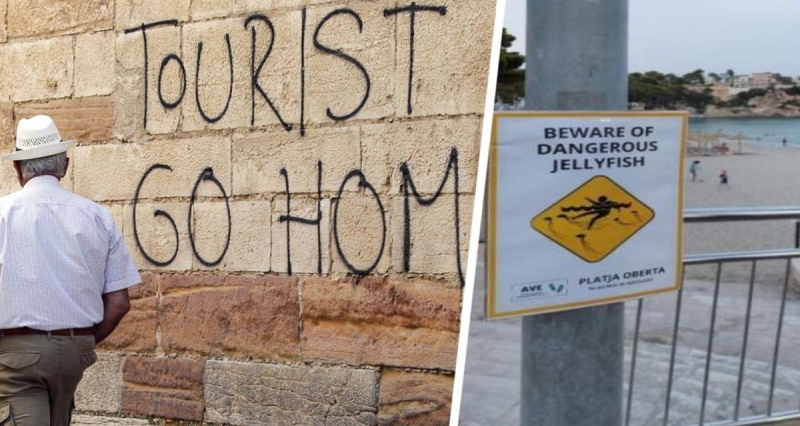 TOURIST
GO HOM
BEWARE OF
DANGEROUS
JELLYFISH
AVE
PLATJA OBERTA